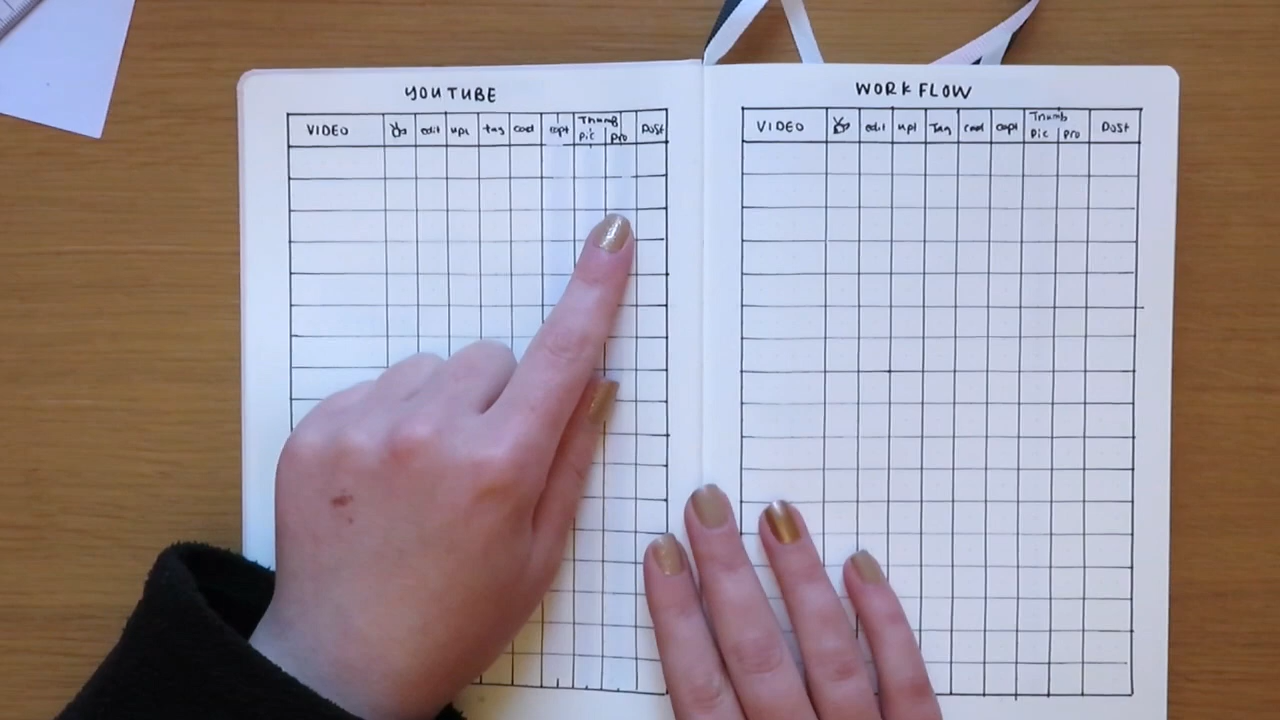 YOUTUBE
VIDEO edit upl tag card capt Thumb pic pro Post
WORKFLOW
VIDEO edit upl Tag card capt Thumb pic pro Post